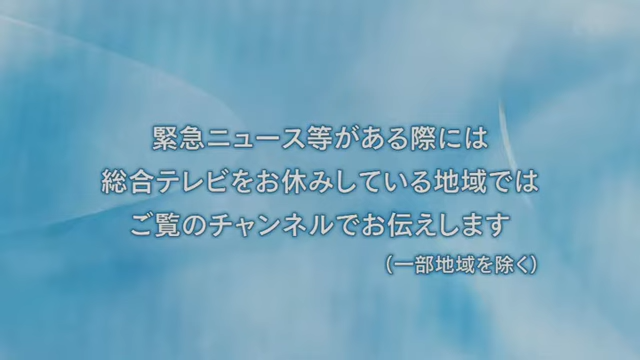 緊急ニュース等がある際には
総合テレビをお休みしている地域では
ご覧のチャンネルでお伝えします
（一部地域を除く）